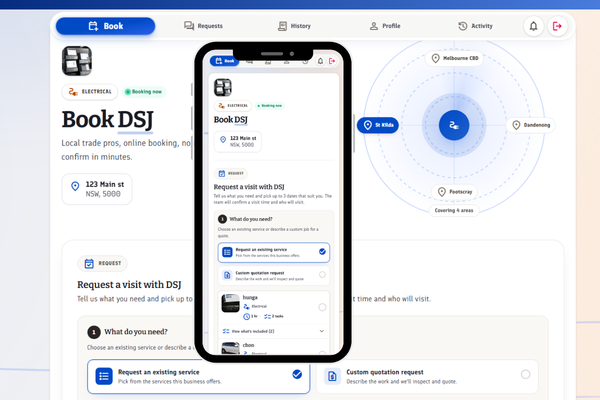 Book
Requests
History
Profile
Activity
ELECTRICAL
Booking now
Book DSJ
Local trade pros, online booking, no
confirm in minutes.
123 Main st
NSW, 5000
Melbourne CBD
St Kilda
Dandenong
Footscray
Covering 4 areas
REQUEST
Request a visit with DSJ
Tell us what you need and pick up to
t time and who will visit.
1 What do you need?
Choose an existing service or describe a
Request an existing service
Pick from the services this business offers.
Custom quotation request
Describe the work and we'll inspect and quote.
Book
ELECTRICAL
Booking now
Book DSJ
123 Main st
NSW, 5000
REQUEST
Request a visit with DSJ
Tell us what you need and pick up to 3 dates that suit you. The
team will confirm a visit time and who will visit.
1 What do you need?
Choose an existing service or describe a custom job for a
quote.
Request an existing service
Pick from the services this business offers.
Custom quotation request
Describe the work and we'll inspect and quote.
bunga
Electrical
2 tasks
View what's included (2)
choo